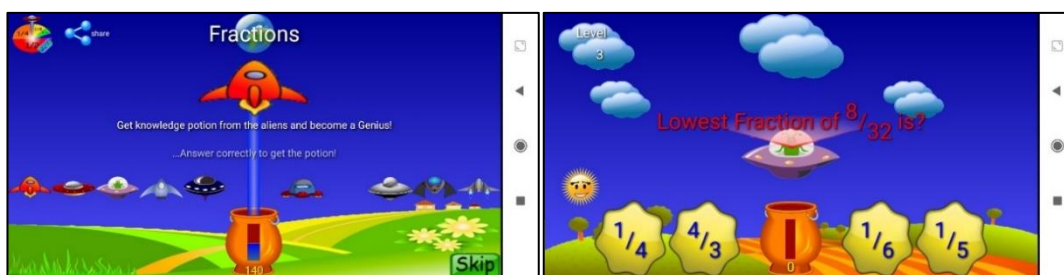 share
Fractions
Get knowledge potion from the aliens and become a Genius!
...Answer correctly to get the potion!
140
Skip
Level
3
Lowest Fraction of 8/32 is?
1/4
4/3
0
1/6
1/5